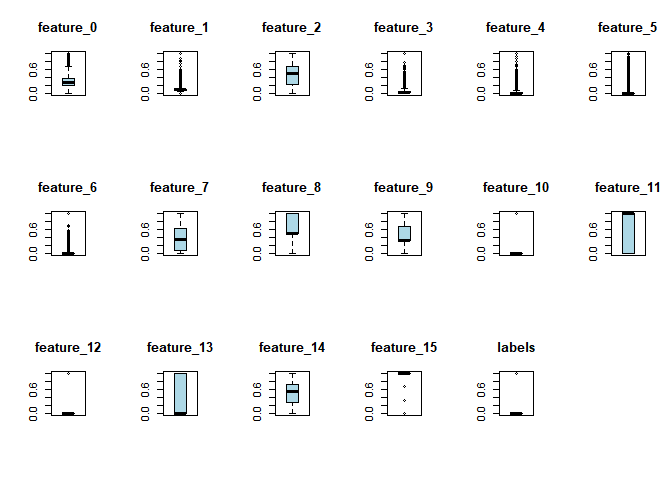 feature_0 feature_1 feature_2 feature_3 feature_4 feature_5
0.0 0.6 0.0 0.6 0.0 0.6 0.0 0.6 0.0 0.6 0.0 0.6
feature_6 feature_7 feature_8 feature_9 feature_10 feature_11
0.0 0.6 0.0 0.6 0.0 0.6 0.0 0.6 0.0 0.6 0.0 0.6
feature_12 feature_13 feature_14 feature_15 labels
0.0 0.6 0.0 0.6 0.0 0.6 0.0 0.6 0.0 0.6